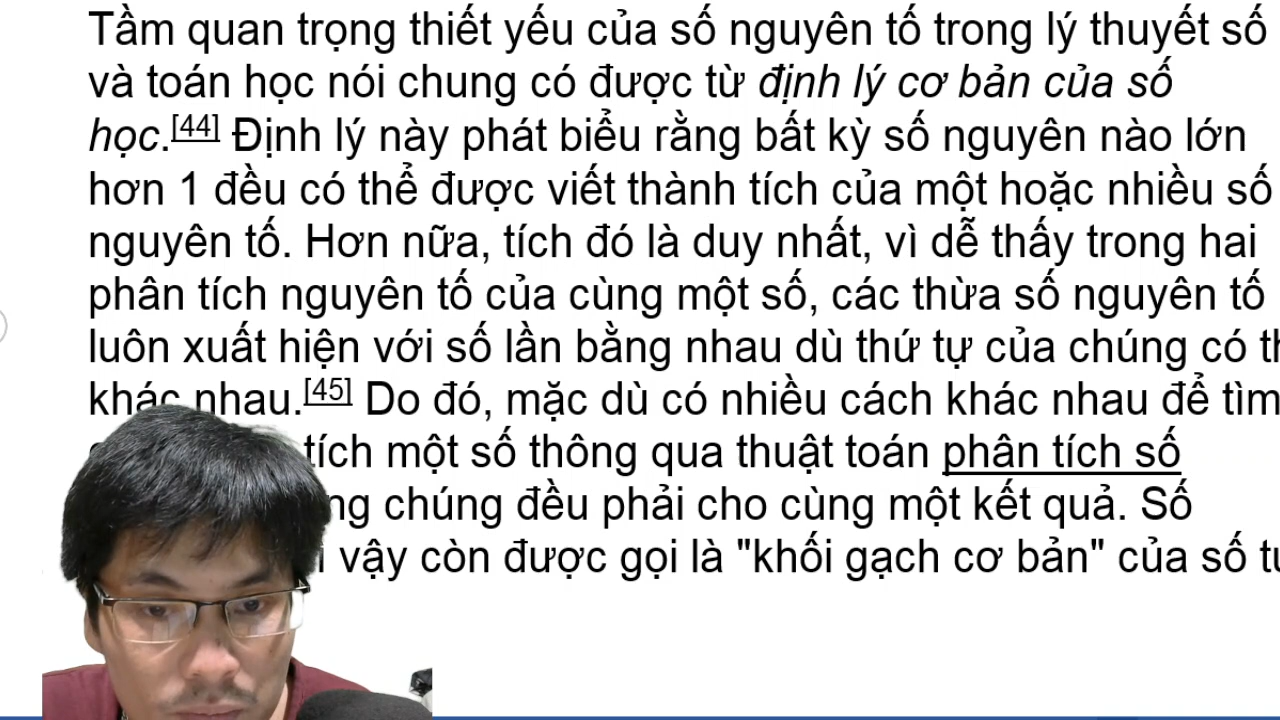 Tầm quan trọng thiết yếu của số nguyên tố trong lý thuyết số
và toán học nói chung có được từ định lý cơ bản của số
học.[44] Định lý này phát biểu rằng bất kỳ số nguyên nào lớn
hơn 1 đều có thể được viết thành tích của một hoặc nhiều số
nguyên tố. Hơn nữa, tích đó là duy nhất, vì dễ thấy trong hai
phân tích nguyên tố của cùng một số, các thừa số nguyên tố
luôn xuất hiện với số lần bằng nhau dù thứ tự của chúng có
khác nhau.[45] Do đó, mặc dù có nhiều cách khác nhau để tìm
tích một số thông qua thuật toán phân tích số
chúng đều phải cho cùng một kết quả. Số
vậy còn được gọi là "khối gạch cơ bản" của số